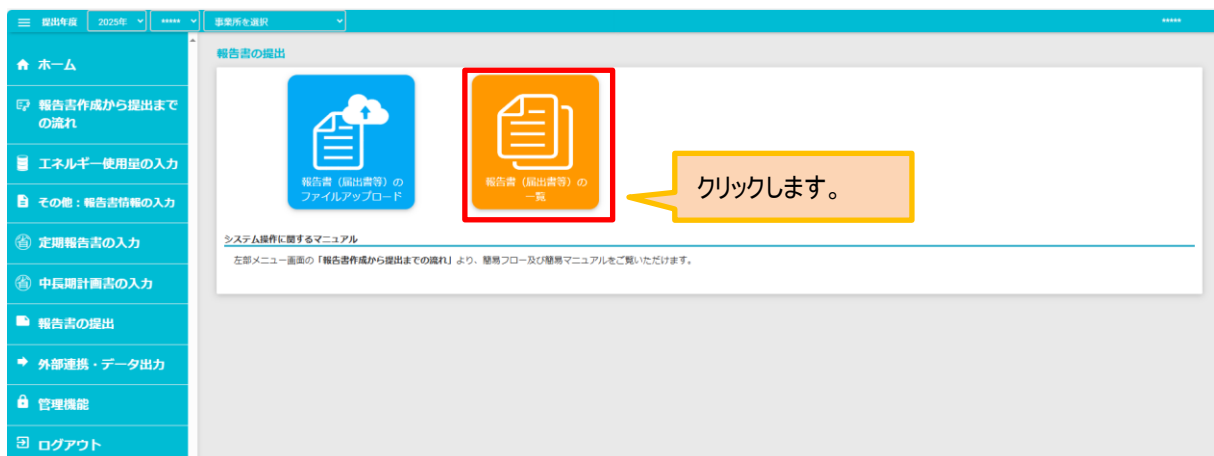 提出年度 2025年 ***** 事業所を選択 *****
ホーム
報告書作成から提出まで
の流れ
エネルギー使用量の入力
その他：報告書情報の入力
定期報告書の入力
中長期計画書の入力
報告書の提出
外部連携・データ出力
管理機能
ログアウト
報告書の提出
報告書（届出書等）の
ファイルアップロード
報告書（届出書等）の
一覧
クリックします。
システム操作に関するマニュアル
左部メニュー画面の「報告書作成から提出までの流れ」より、簡易フロー及び簡易マニュアルをご覧いただけます。